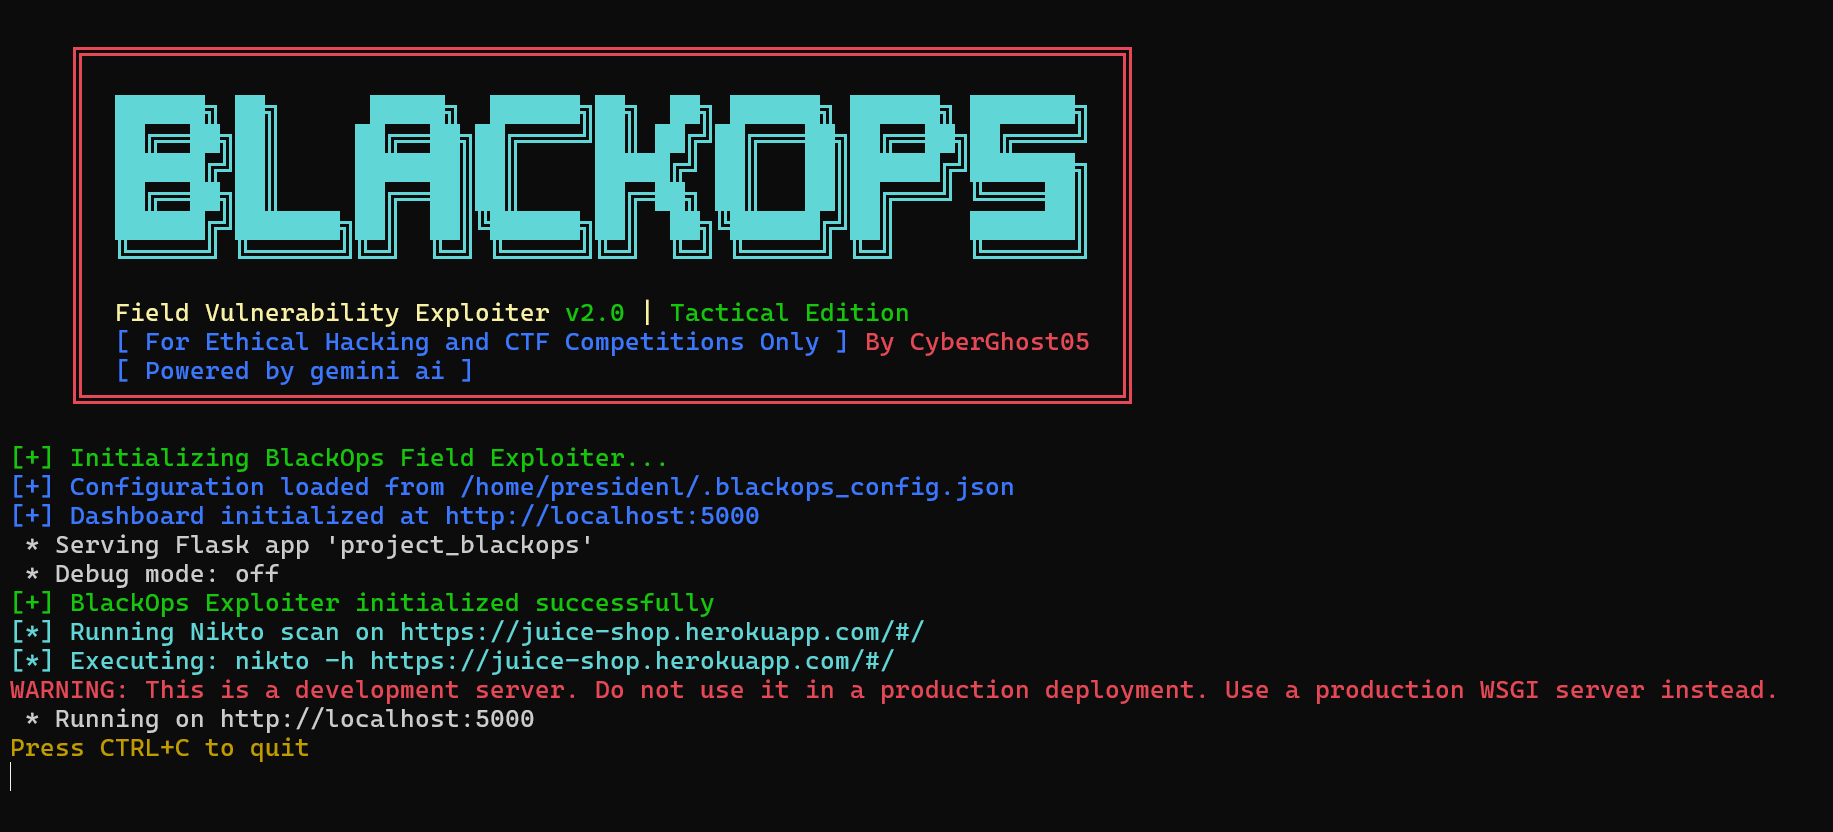 BLACKOPS
Field Vulnerability Exploiter v2.0 | Tactical Edition
[ For Ethical Hacking and CTF Competitions Only ] By CyberGhost05
[ Powered by gemini ai ]
[+] Initializing BlackOps Field Exploiter...
[+] Configuration loaded from /home/presidenl/.blackops_config.json
[+] Dashboard initialized at http://localhost:5000
 * Serving Flask app 'project_blackops'
 * Debug mode: off
[+] BlackOps Exploiter initialized successfully
[*] Running Nikto scan on https://juice-shop.herokuapp.com/#/
[*] Executing: nikto -h https://juice-shop.herokuapp.com/#/
WARNING: This is a development server. Do not use it in a production deployment. Use a production WSGI server instead.
 * Running on http://localhost:5000
Press CTRL+C to quit